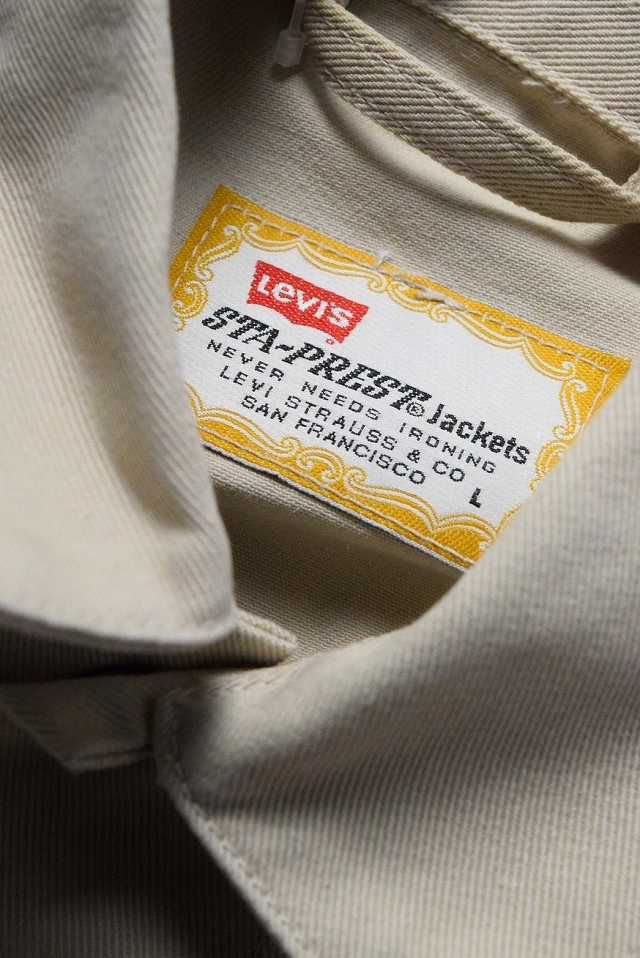 Levi's ®
STA-PREST® Jackets
NEVER NEEDS IRONING
LEVI STRAUSS & CO
SAN FRANCISCO L